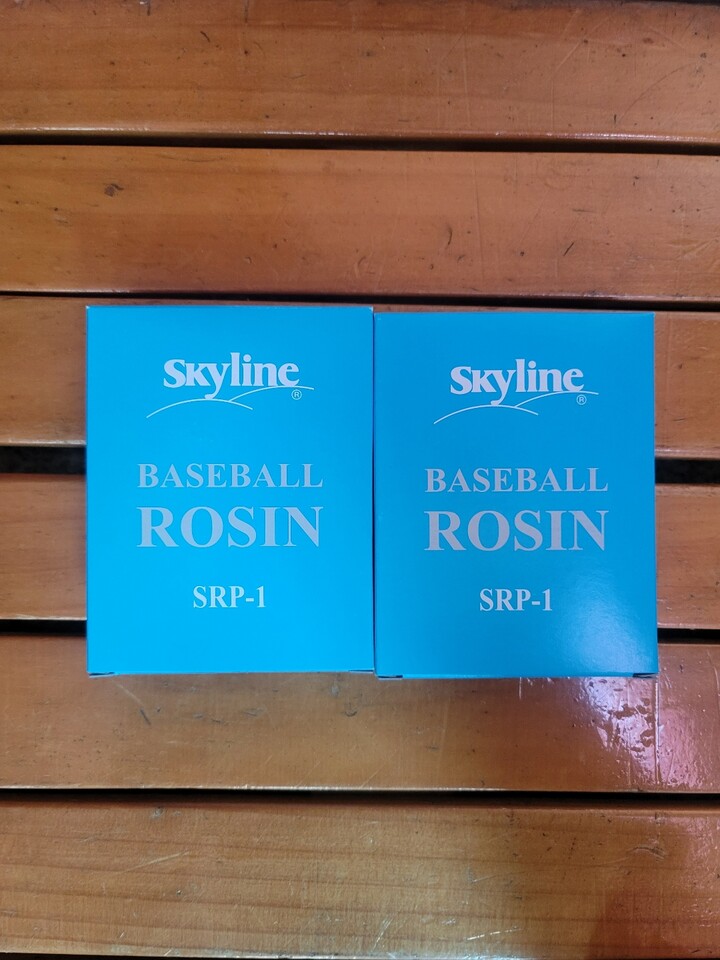 Skyline®
BASEBALL
ROSIN
SRP-1
Skyline®
BASEBALL
ROSIN
SRP-1